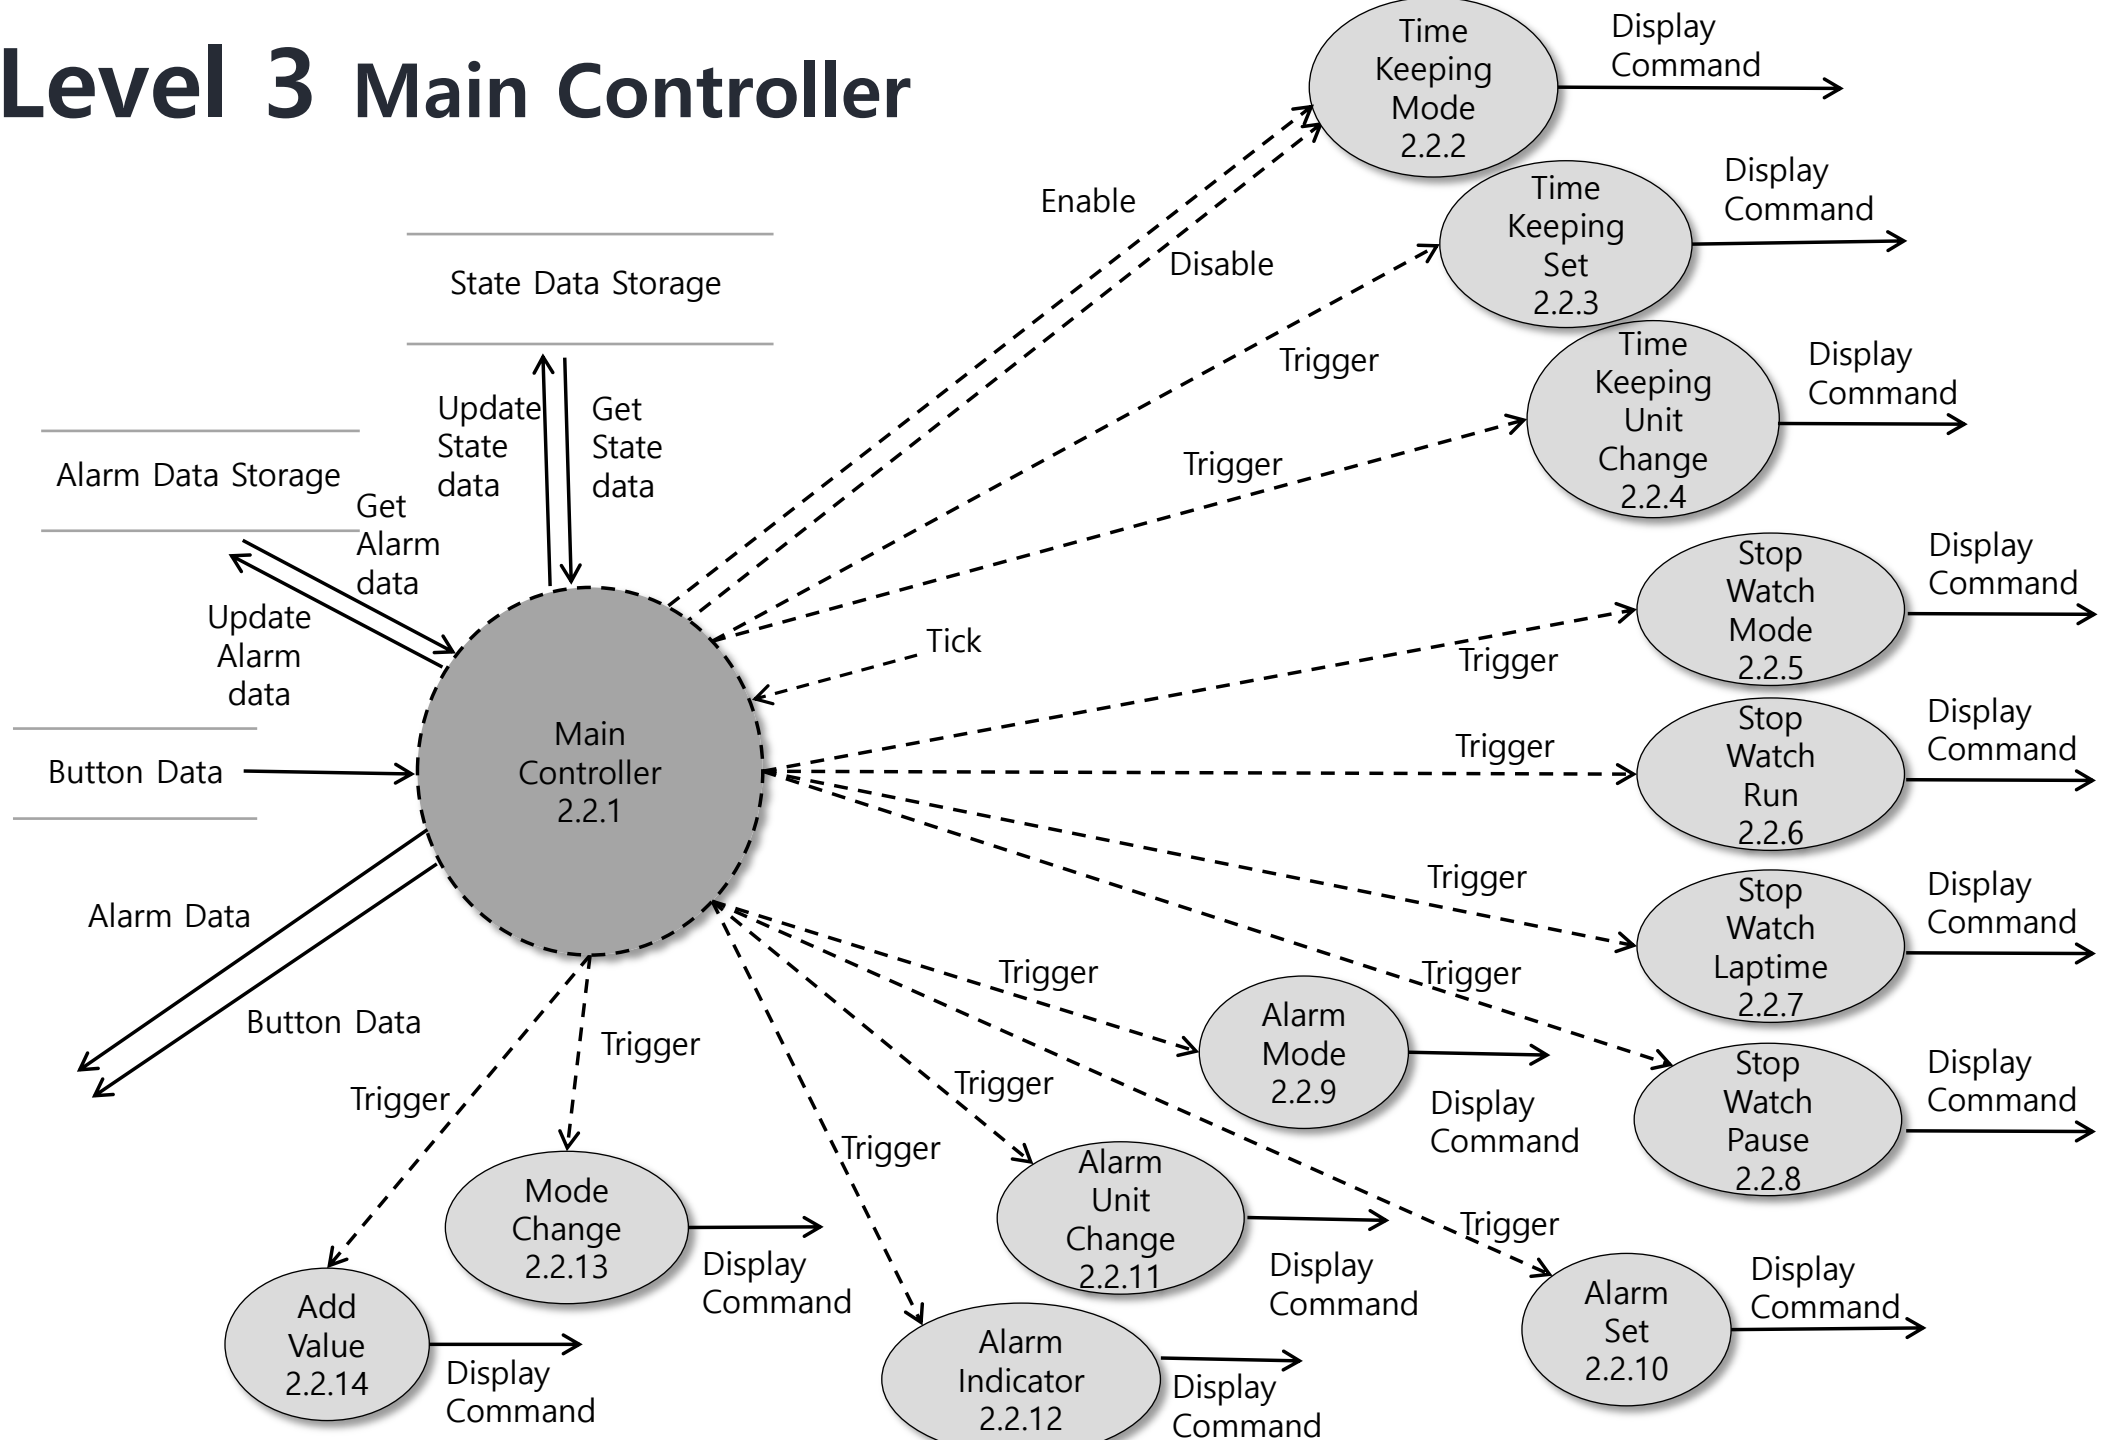 Level 3 Main Controller
Time
Keeping
Mode
2.2.2
Display
Command
Enable
Disable
Time
Keeping
Set
2.2.3
Display
Command
Trigger
Time
Keeping
Unit
Change
2.2.4
Display
Command
Trigger
State Data Storage
Update
State
data
Get
State
data
Alarm Data Storage
Get
Alarm
data
Update
Alarm
data
Button Data
Main
Controller
2.2.1
Tick
Trigger
Stop
Watch
Mode
2.2.5
Display
Command
Trigger
Stop
Watch
Run
2.2.6
Display
Command
Trigger
Stop
Watch
Laptime
2.2.7
Display
Command
Trigger
Stop
Watch
Pause
2.2.8
Display
Command
Alarm Data
Button Data
Trigger
Alarm
Mode
2.2.9
Display
Command
Trigger
Alarm
Unit
Change
2.2.11
Display
Command
Trigger
Alarm
Set
2.2.10
Display
Command
Trigger
Alarm
Indicator
2.2.12
Display
Command
Trigger
Mode
Change
2.2.13
Display
Command
Trigger
Add
Value
2.2.14
Display
Command